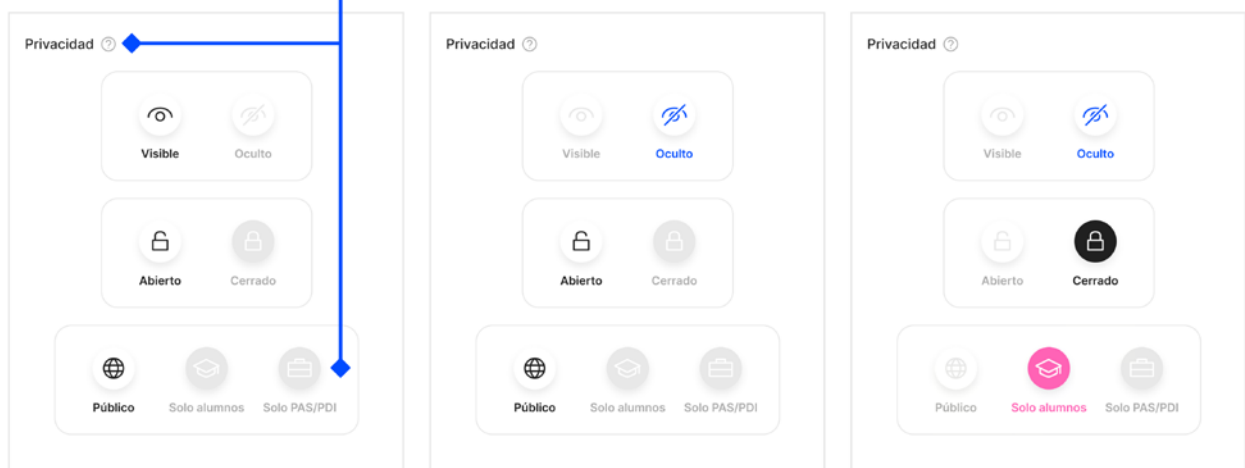 Privacidad
Visible Oculto
Abierto Cerrado
Público Solo alumnos Solo PAS/PDI
Privacidad
Visible Oculto
Abierto Cerrado
Público Solo alumnos Solo PAS/PDI
Privacidad
Visible Oculto
Abierto Cerrado
Público Solo alumnos Solo PAS/PDI